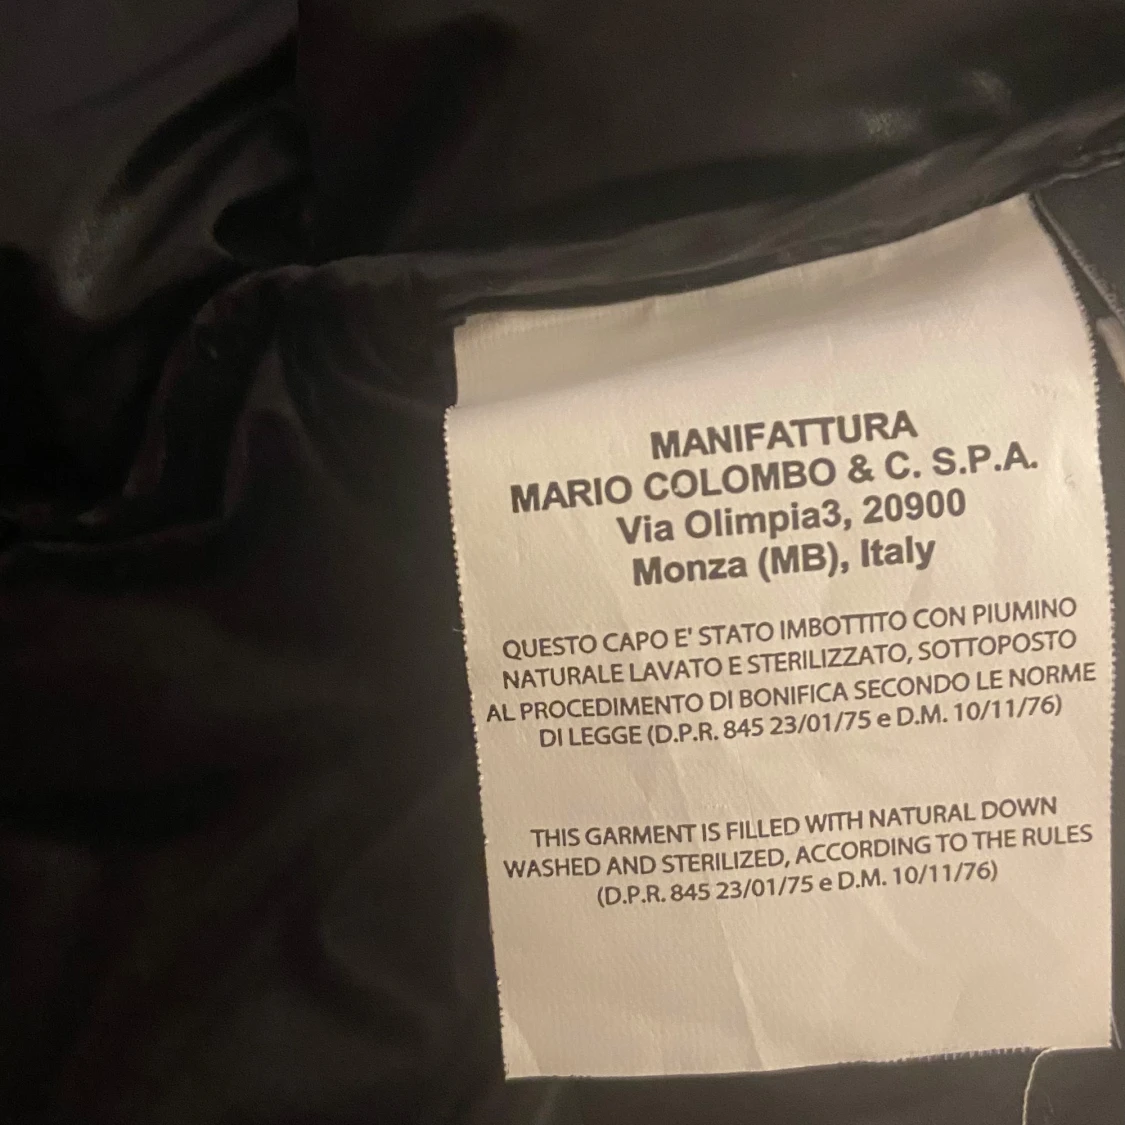 MANIFATTURA
MARIO COLOMBO & C. S.P.A.
Via Olimpia3, 20900
Monza (MB), Italy
QUESTO CAPO E' STATO IMBOTTITO CON PIUMINO
NATURALE LAVATO E STERILIZZATO, SOTTOPOSTO
AL PROCEDIMENTO DI BONIFICA SECONDO LE NORME
DI LEGGE (D.P.R. 845 23/01/75 e D.M. 10/11/76)
THIS GARMENT IS FILLED WITH NATURAL DOWN
WASHED AND STERILIZED, ACCORDING TO THE RULES
(D.P.R. 845 23/01/75 e D.M. 10/11/76)